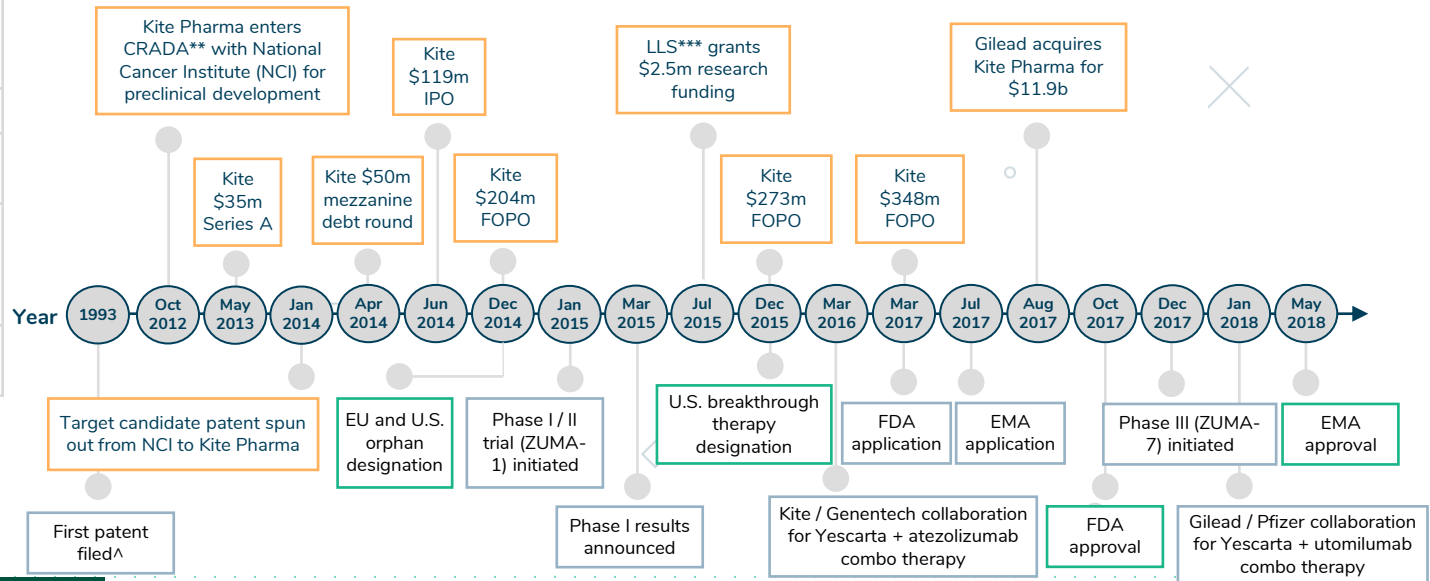 Kite Pharma enters
CRADA** with National
Cancer Institute (NCI) for
preclinical development
Kite
$119m
IPO
LLS*** grants
$2.5m research
funding
Gilead acquires
Kite Pharma for
$11.9b
Kite
$35m
Series A
Kite $50m
mezzanine
debt round
Kite
$204m
FOPO
Kite
$273m
FOPO
Kite
$348m
FOPO
Year
1993
Oct
2012
May
2013
Jan
2014
Apr
2014
Jun
2014
Dec
2014
Jan
2015
Mar
2015
Jul
2015
Dec
2015
Mar
2016
Mar
2017
Jul
2017
Aug
2017
Oct
2017
Dec
2017
Jan
2018
May
2018
Target candidate patent spun
out from NCI to Kite Pharma
EU and U.S.
orphan
designation
Phase I / II
trial (ZUMA-
1) initiated
U.S. breakthrough
therapy
designation
FDA
application
EMA
application
Phase III (ZUMA-
7) initiated
EMA
approval
First patent
filed^
Phase I results
announced
Kite / Genentech collaboration
for Yescarta + atezolizumab
combo therapy
FDA
approval
Gilead / Pfizer collaboration
for Yescarta + utomilumab
combo therapy